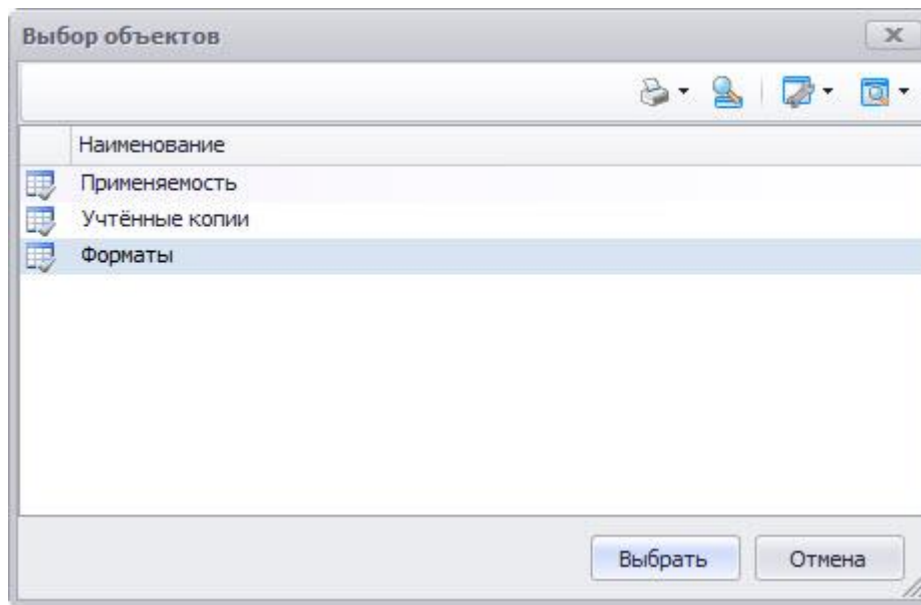 Выбор объектов
Наименование
Применяемость
Учтённые копии
Форматы
Выбрать
Отмена